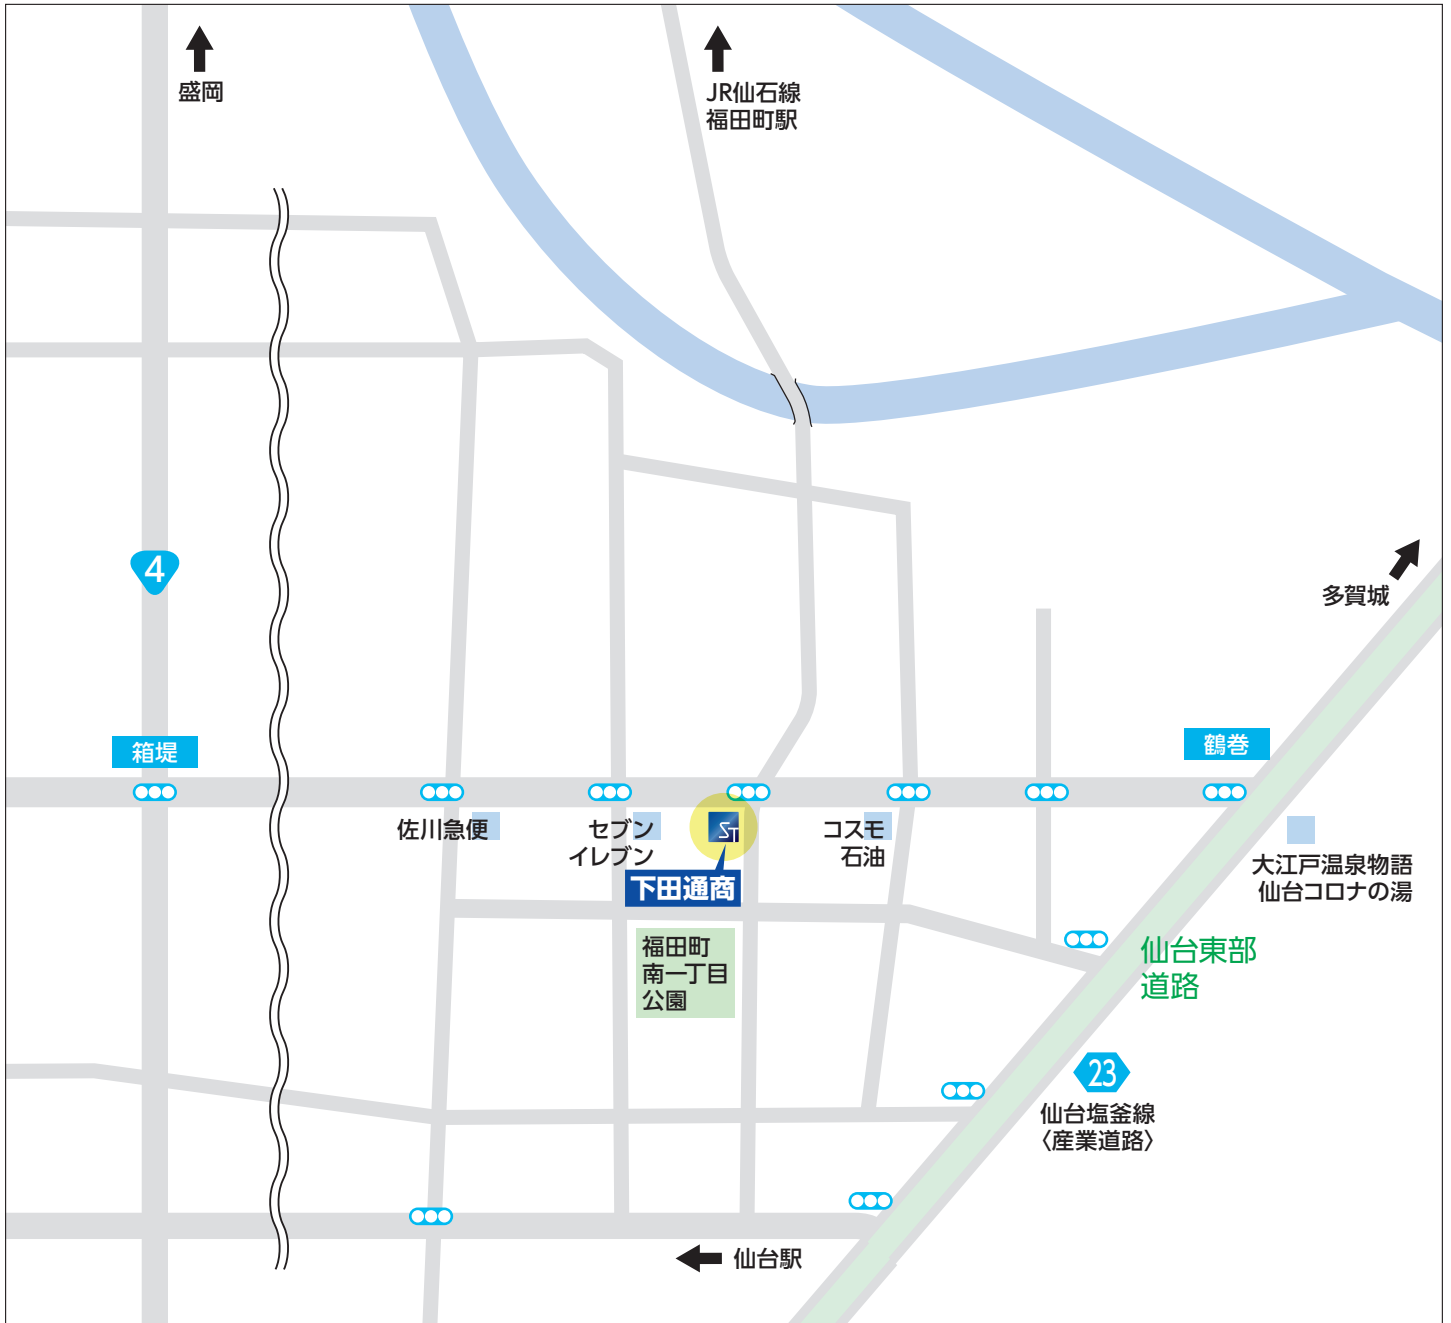 盛岡
JR仙石線
福田町駅
4
多賀城
箱堤
鶴巻
佐川急便
セブン
イレブン
ST
下田通商
コスモ
石油
大江戸温泉物語
仙台コロナの湯
福田町
南一丁目
公園
仙台東部
道路
23
仙台塩釜線
〈産業道路〉
仙台駅